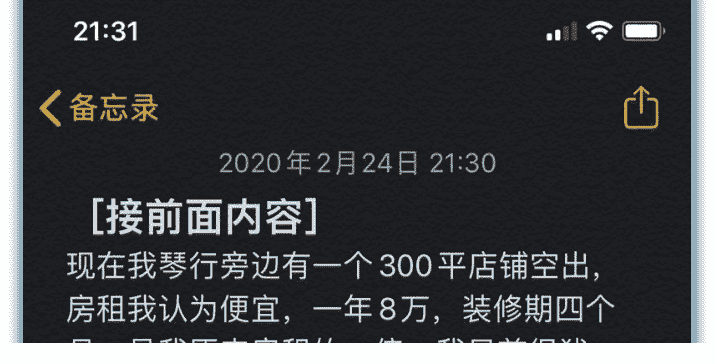 21:31
备忘录
2020年2月24日 21:30
[接前面内容]
现在我琴行旁边有一个300平店铺空出，
房租我认为便宜，一年8万，装修期四个